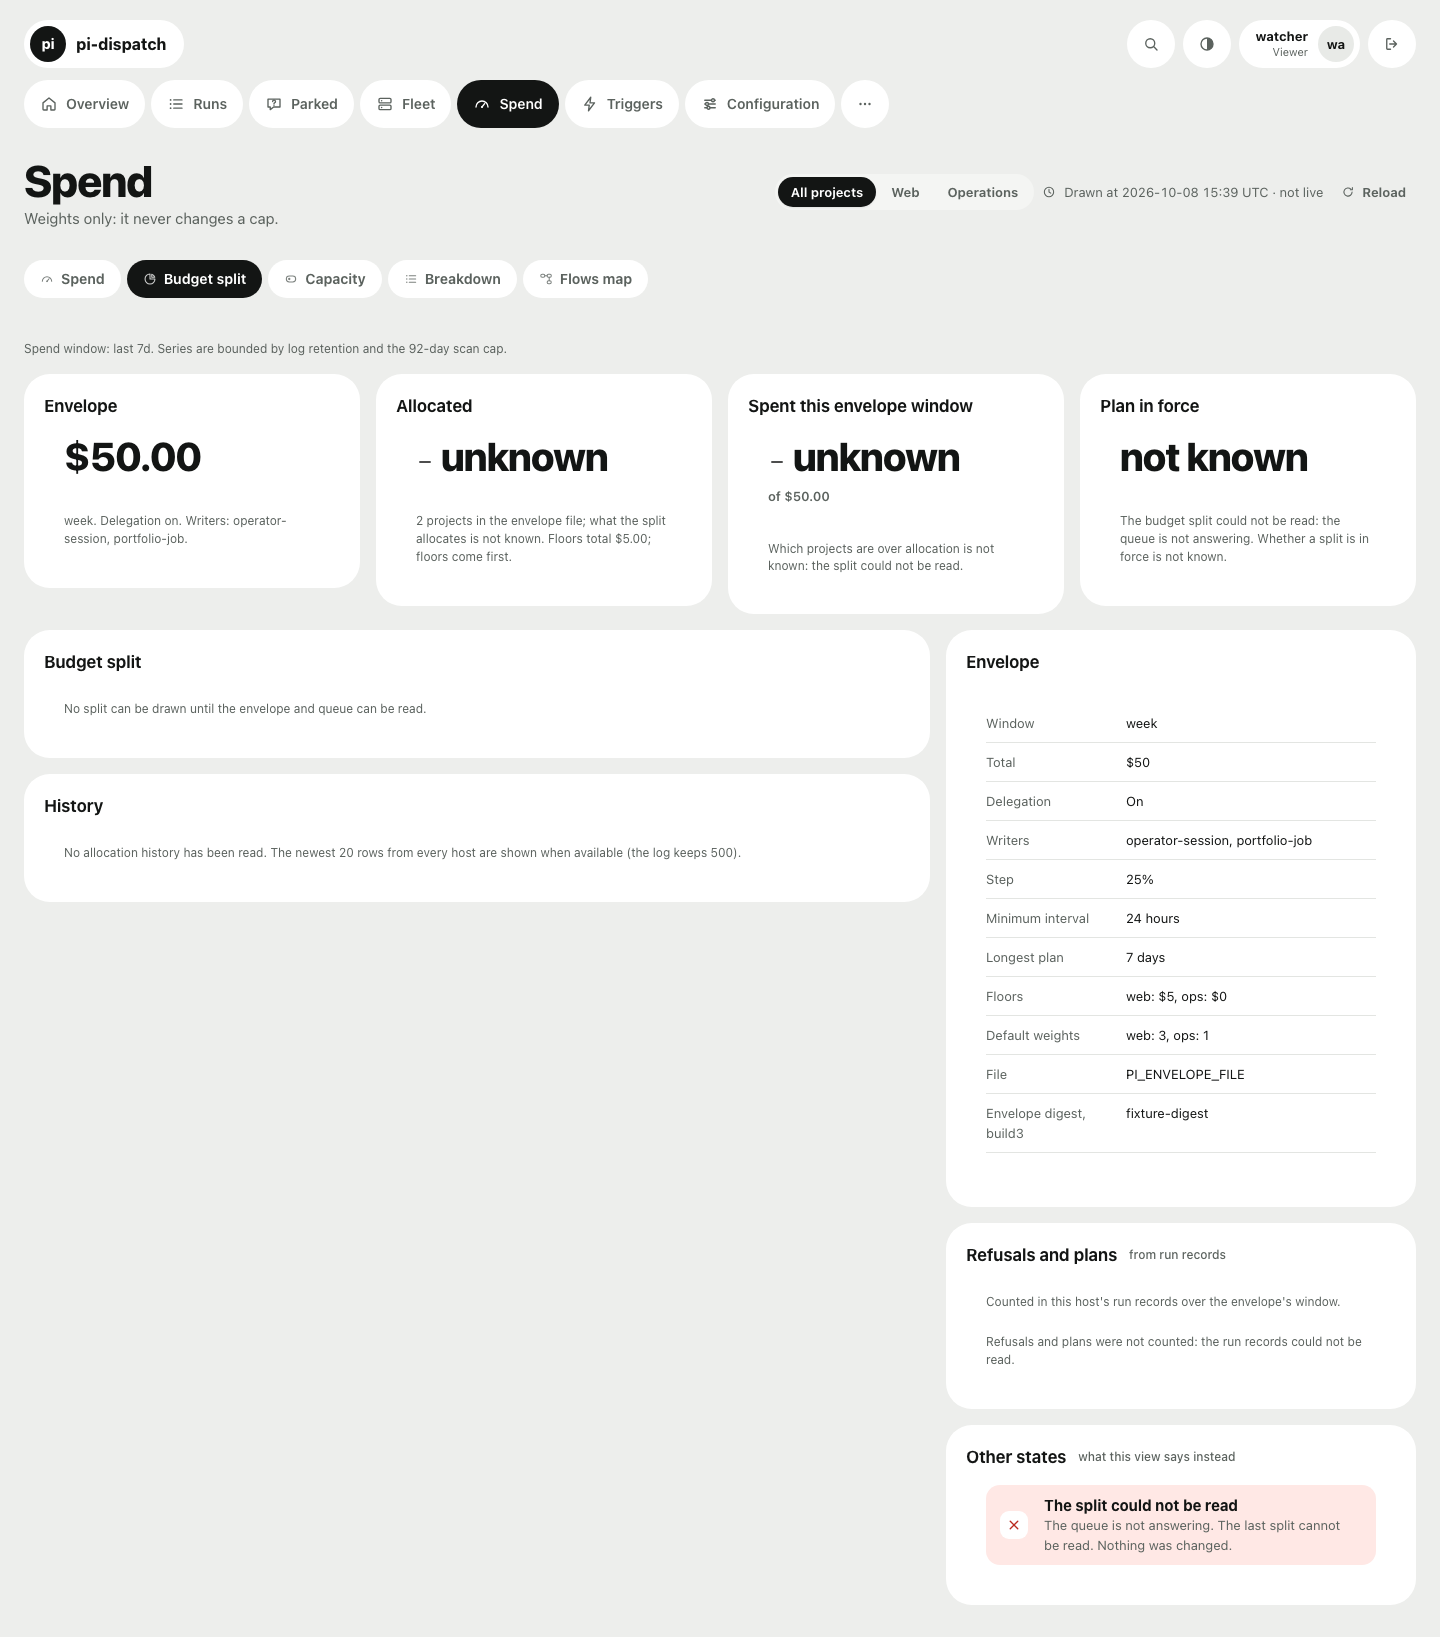 pi pi-dispatch
watcher
Viewer
wa
Overview Runs Parked Fleet Spend Triggers Configuration ···
Spend
Weights only: it never changes a cap.
All projects Web Operations Drawn at 2026-10-08 15:39 UTC · not live Reload
Spend Budget split Capacity Breakdown Flows map
Spend window: last 7d. Series are bounded by log retention and the 92-day scan cap.
Envelope
$50.00
week. Delegation on. Writers: operator-
session, portfolio-job.
Allocated
– unknown
2 projects in the envelope file; what the split
allocates is not known. Floors total $5.00;
floors come first.
Spent this envelope window
– unknown
of $50.00
Which projects are over allocation is not
known: the split could not be read.
Plan in force
not known
The budget split could not be read: the
queue is not answering. Whether a split is in
force is not known.
Budget split
No split can be drawn until the envelope and queue can be read.
History
No allocation history has been read. The newest 20 rows from every host are shown when available (the log keeps 500).
Envelope
Window week
Total $50
Delegation On
Writers operator-session, portfolio-job
Step 25%
Minimum interval 24 hours
Longest plan 7 days
Floors web: $5, ops: $0
Default weights web: 3, ops: 1
File PI_ENVELOPE_FILE
Envelope digest, fixture-digest
build3
Refusals and plans from run records
Counted in this host's run records over the envelope's window.
Refusals and plans were not counted: the run records could not be
read.
Other states what this view says instead
The split could not be read
The queue is not answering. The last split cannot
be read. Nothing was changed.